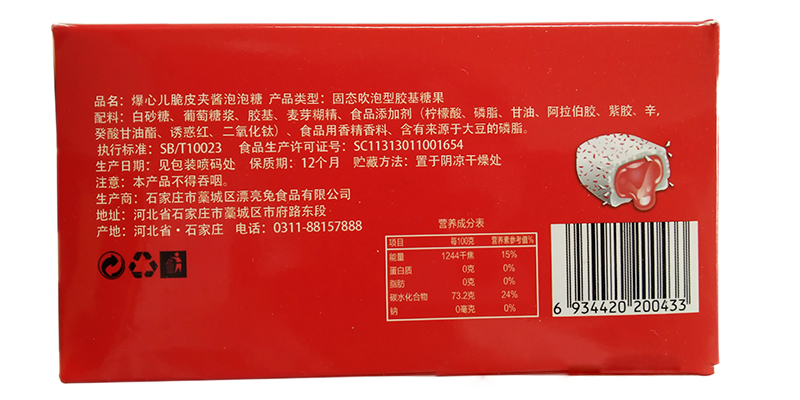 品名：爆心儿脆皮夹酱泡泡糖 产品类型：固态吹泡型胶基糖果
配料：白砂糖、葡萄糖浆、胶基、麦芽糊精、食品添加剂（柠檬酸、磷脂、甘油、阿拉伯胶、紫胶、辛,
癸酸甘油酯、诱惑红、二氧化钛）、食品用香精香料，含有来源于大豆的磷脂。
执行标准：SB/T10023 食品生产许可证号：SC11313011001654
生产日期：见包装喷码处 保质期：12个月 贮藏方法：置于阴凉干燥处
注意：本产品不得吞咽。
生产商：石家庄市藁城区漂亮兔食品有限公司
地址：河北省石家庄市藁城区市府路东段
产地：河北省·石家庄 电话：0311-88157888
营养成分表
项目 每100克 营养素参考值%
能量 1244千焦 15%
蛋白质 0克 0%
脂肪 0克 0%
碳水化合物 73.2克 24%
钠 0毫克 0%
6 934420 200433